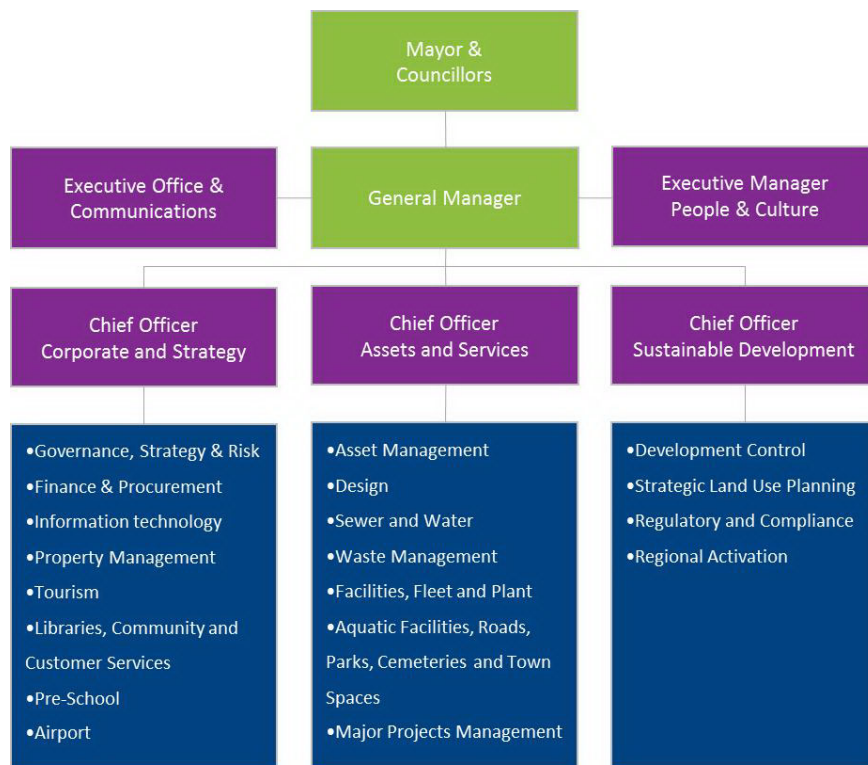 Mayor &
Councillors
Executive Office &
Communications
General Manager
Executive Manager
People & Culture
Chief Officer
Corporate and Strategy
Chief Officer
Assets and Services
Chief Officer
Sustainable Development
•Governance, Strategy & Risk
•Finance & Procurement
•Information technology
•Property Management
•Tourism
•Libraries, Community and
Customer Services
•Pre-School
•Airport
•Asset Management
•Design
•Sewer and Water
•Waste Management
•Facilities, Fleet and Plant
•Aquatic Facilities, Roads,
Parks, Cemeteries and Town
Spaces
•Major Projects Management
•Development Control
•Strategic Land Use Planning
•Regulatory and Compliance
•Regional Activation